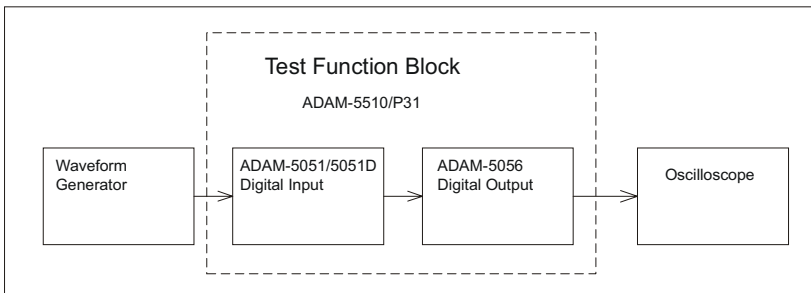 Test Function Block
ADAM-5510/P31
Waveform
Generator
ADAM-5051/5051D
Digital Input
ADAM-5056
Digital Output
Oscilloscope